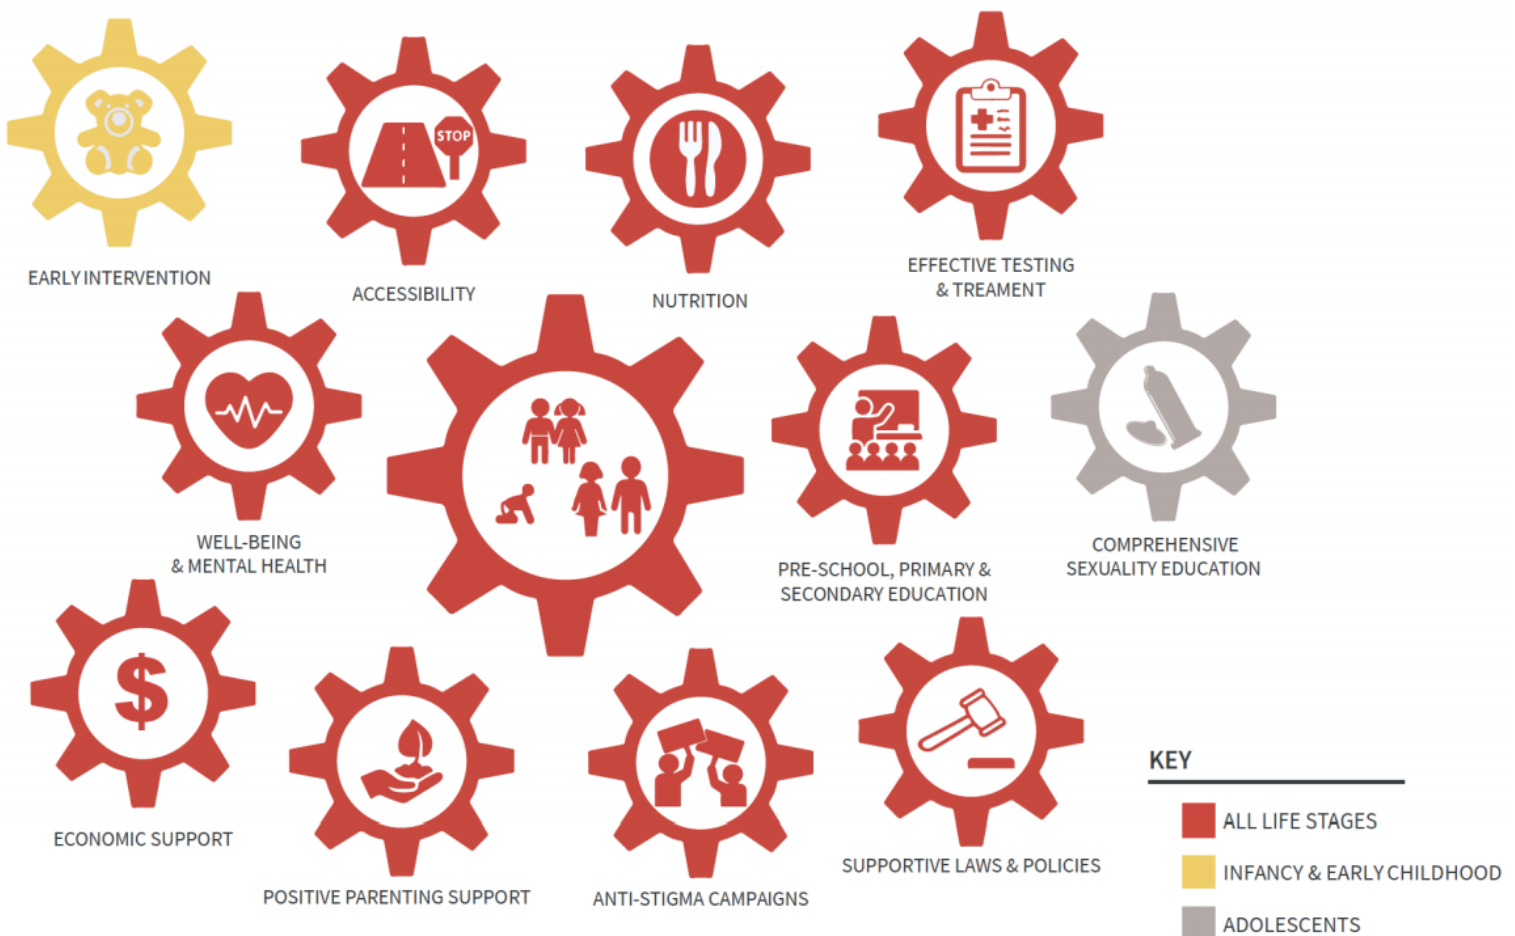 STOP
EARLY INTERVENTION
ACCESSIBILITY
NUTRITION
EFFECTIVE TESTING
& TREAMENT
WELL-BEING
& MENTAL HEALTH
PRE-SCHOOL, PRIMARY &
SECONDARY EDUCATION
COMPREHENSIVE
SEXUALITY EDUCATION
$
ECONOMIC SUPPORT
POSITIVE PARENTING SUPPORT
ANTI-STIGMA CAMPAIGNS
SUPPORTIVE LAWS & POLICIES
KEY
ALL LIFE STAGES
INFANCY & EARLY CHILDHOOD
ADOLESCENTS